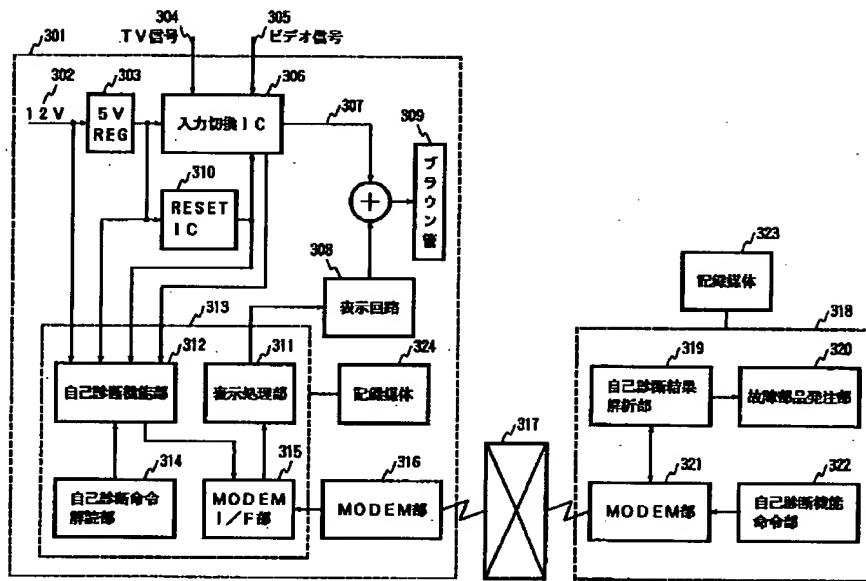 304
TV信号
305
ビデオ信号
301
302
12V
303
5V
REG
306
入力切換IC
307
309
ブラウン管
310
RESET
IC
308
表示回路
323
記録媒体
313
312
自己診断機能部
311
表示処理部
324
記録媒体
318
319
自己診断結果
解析部
320
故障部品発注部
317
314
自己診断命令
解読部
315
MODEM
I/F部
316
MODEM部
321
MODEM部
322
自己診断機能
命令部